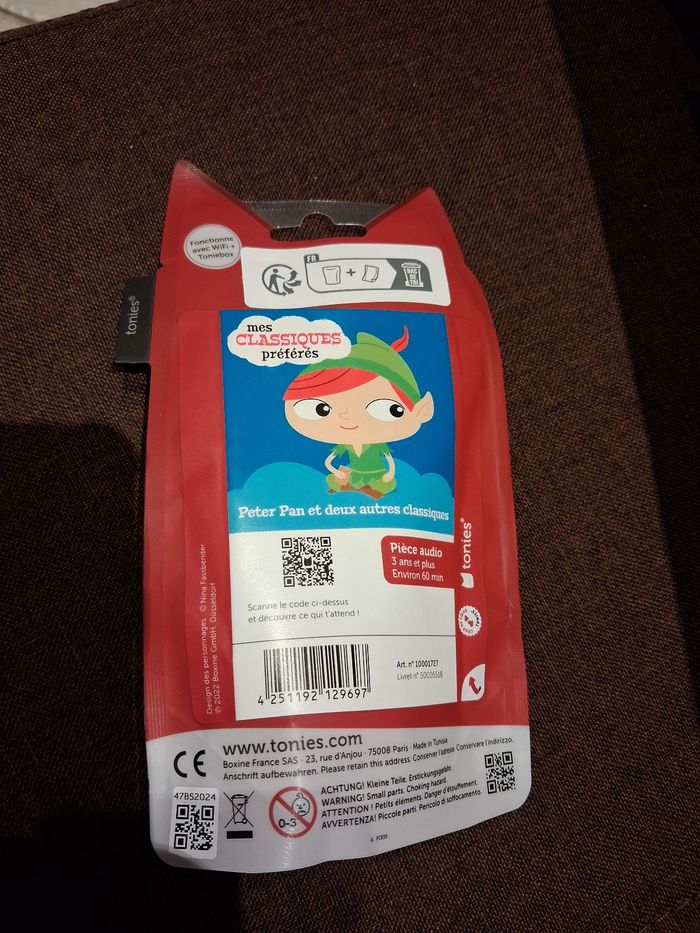 Fonctionne
avec WiFi +
Toniebox
FR
+
BAC
DE
TRI
tonies®
mes
CLASSIQUES
préférés
Peter Pan et deux autres classiques
Pièce audio
3 ans et plus
Environ 60 min
Scanne le code ci-dessus
et découvre ce qui t'attend !
tonies®
Design des personnages © Nina Fassbender
© 2022 Boxine GmbH, Düsseldorf
Art. n° 10001727
Livret n°
4 251192 129697
www.tonies.com
Boxine France SAS · 23, rue d'Anjou · 75008 Paris · Made in Tunisia
Anschrift aufbewahren. Please retain this address. Conserver l'adresse. Conservare l'indirizzo.
CE
47B52024
0-3
ACHTUNG! Kleine Teile. Erstickungsgefahr.
WARNING! Small parts. Choking hazard.
ATTENTION ! Petits éléments. Danger d'étouffement.
AVVERTENZA! Piccole parti. Pericolo di soffocamento.